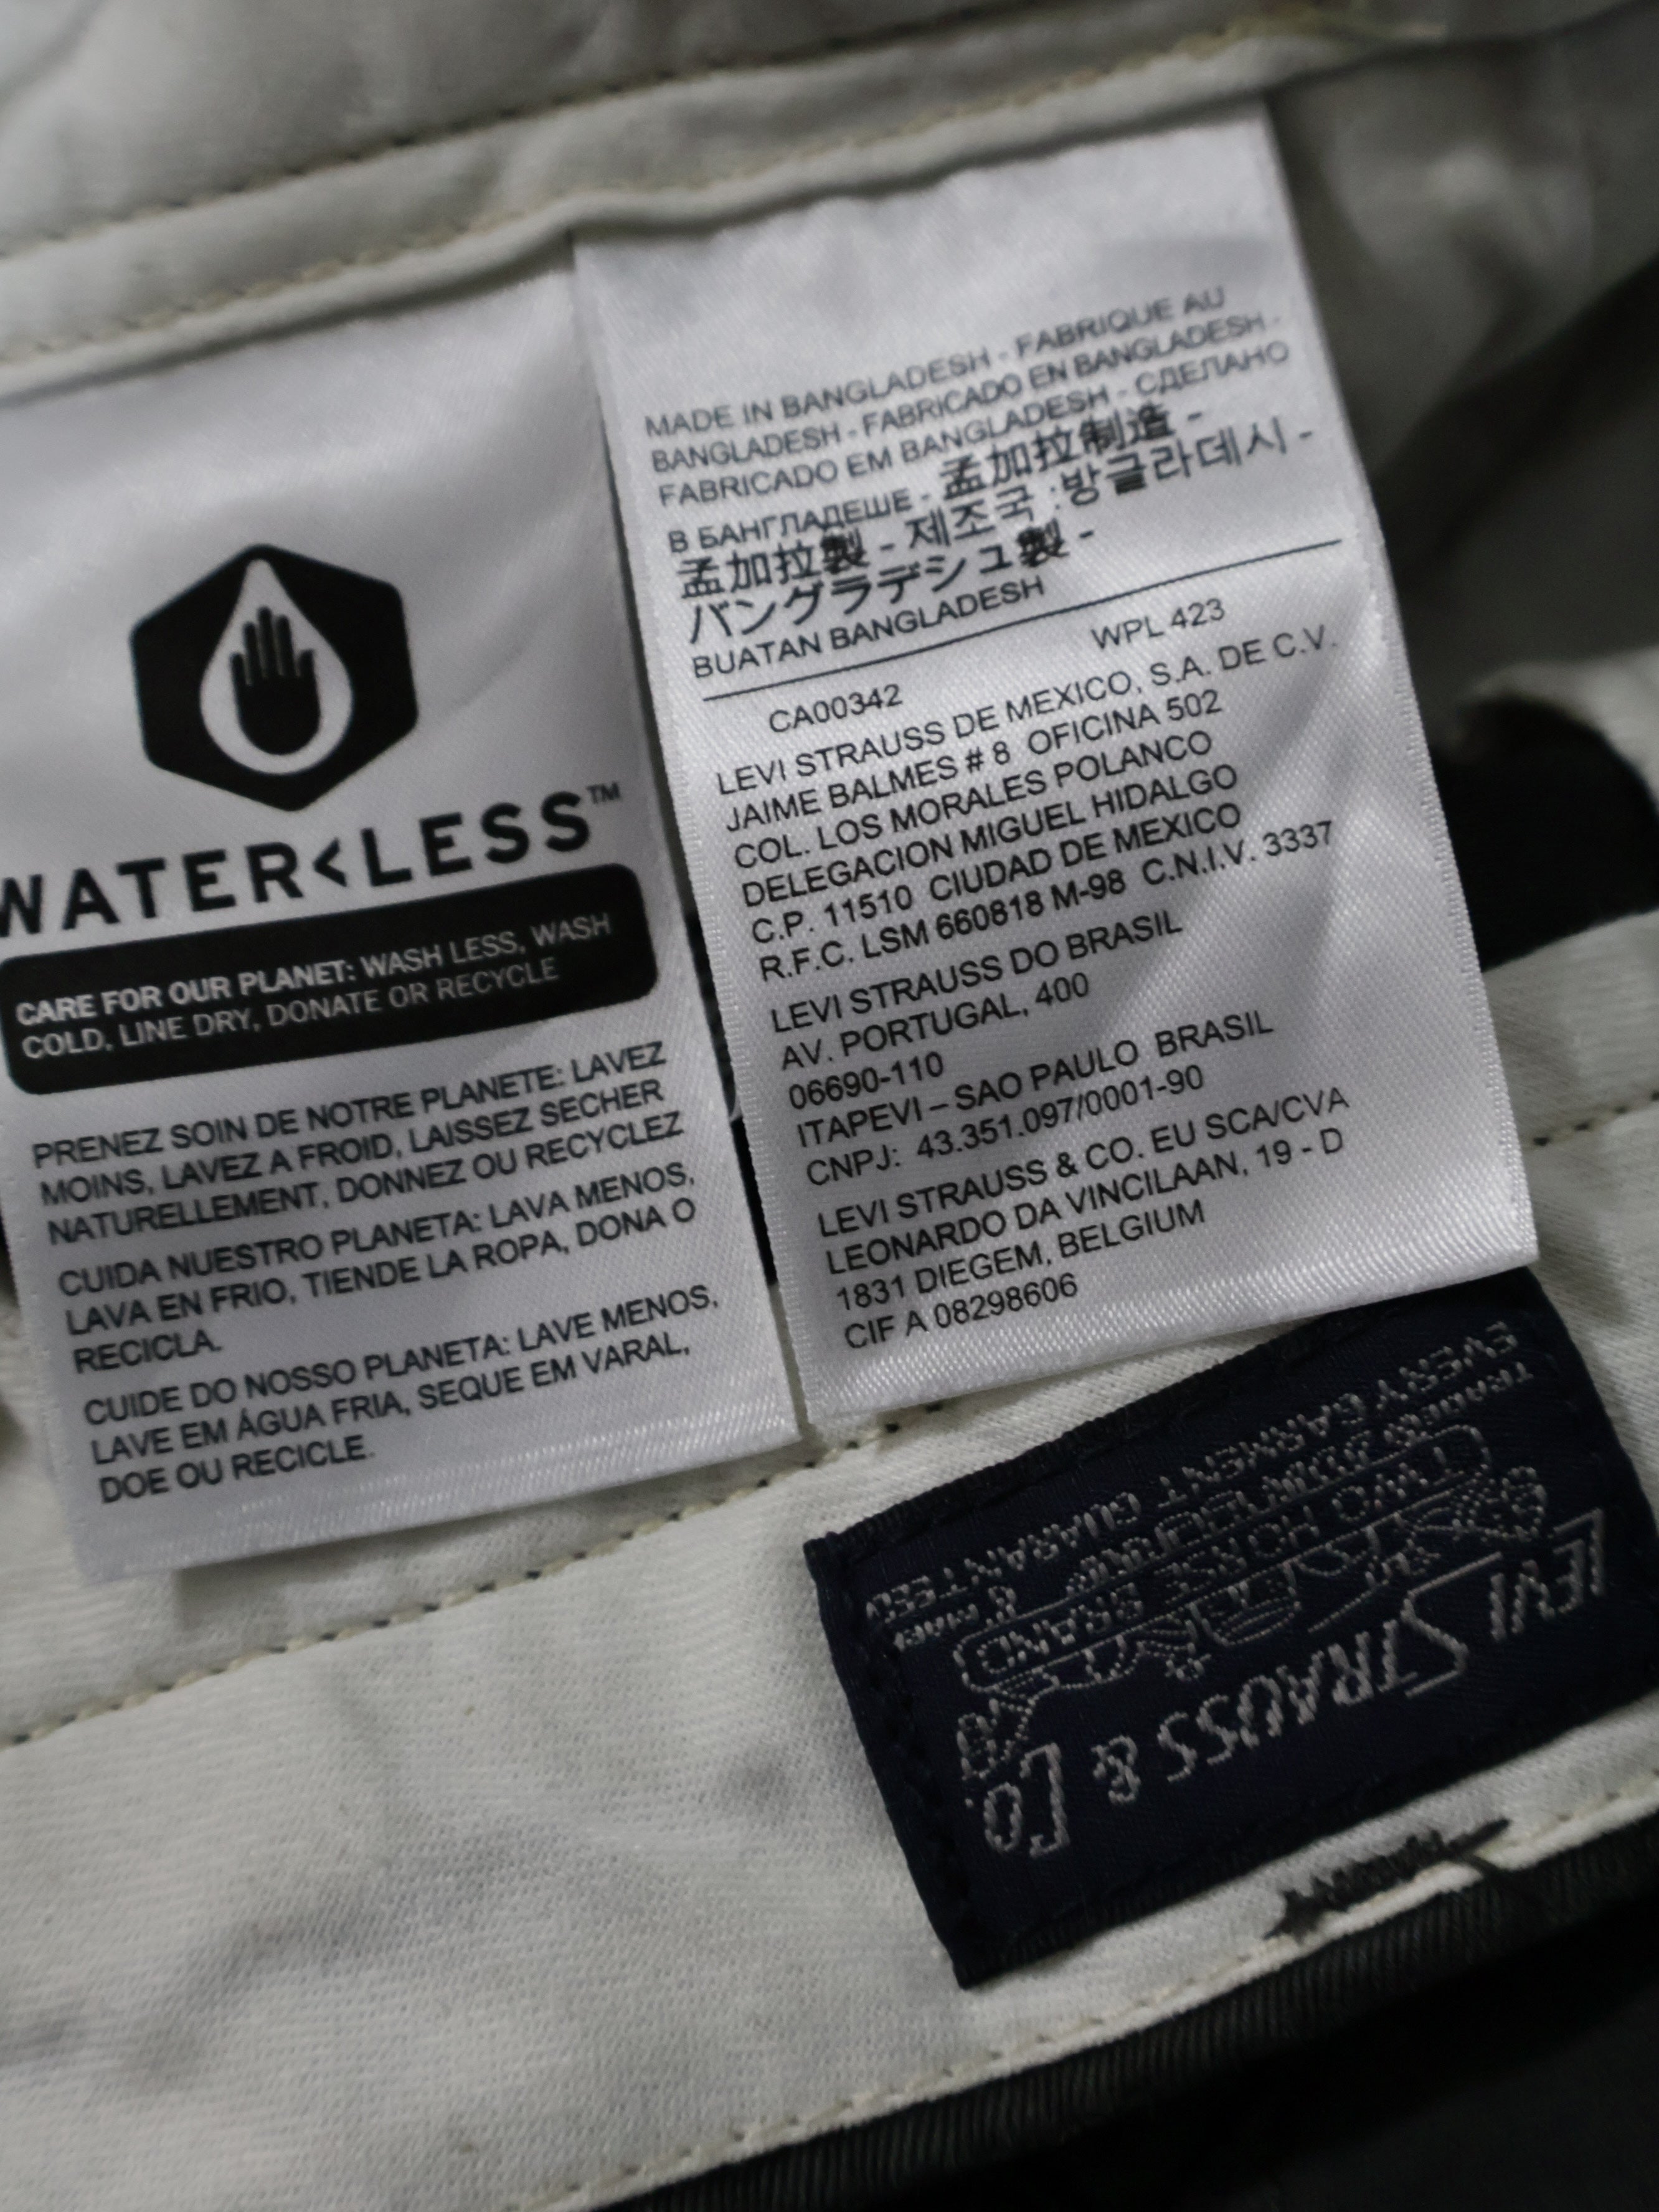 WATER<LESS™
CARE FOR OUR PLANET: WASH LESS, WASH
COLD, LINE DRY, DONATE OR RECYCLE
PRENEZ SOIN DE NOTRE PLANETE: LAVEZ
MOINS, LAVEZ A FROID, LAISSEZ SECHER
NATURELLEMENT, DONNEZ OU RECYCLEZ
CUIDA NUESTRO PLANETA: LAVA MENOS,
LAVA EN FRIO, TIENDE LA ROPA, DONA O
RECICLA.
CUIDE DO NOSSO PLANETA: LAVE MENOS,
LAVE EM ÁGUA FRIA, SEQUE EM VARAL,
DOE OU RECICLE.
MADE IN BANGLADESH - FABRIQUE AU
BANGLADESH - FABRICADO EN BANGLADESH -
FABRICADO EM BANGLADESH - СДЕЛАНО
В БАНГЛАДЕШЕ - 孟加拉制造 -
孟加拉製 - 제조국 :방글라데시 -
バングラデシュ製 -
BUATAN BANGLADESH
CA00342 WPL 423
LEVI STRAUSS DE MEXICO, S.A. DE C.V.
JAIME BALMES # 8 OFICINA 502
COL. LOS MORALES POLANCO
DELEGACION MIGUEL HIDALGO
C.P. 11510 CIUDAD DE MEXICO
R.F.C. LSM 660818 M-98 C.N.I.V. 3337
LEVI STRAUSS DO BRASIL
AV. PORTUGAL, 400
06690-110
ITAPEVI – SAO PAULO BRASIL
CNPJ: 43.351.097/0001-90
LEVI STRAUSS & CO. EU SCA/CVA
LEONARDO DA VINCILAAN, 19 - D
1831 DIEGEM, BELGIUM
CIF A 08298606
LEVI STRAUSS & CO.
TWO HORSE BRAND
TRADE MARK
EVERY GARMENT GUARANTEED